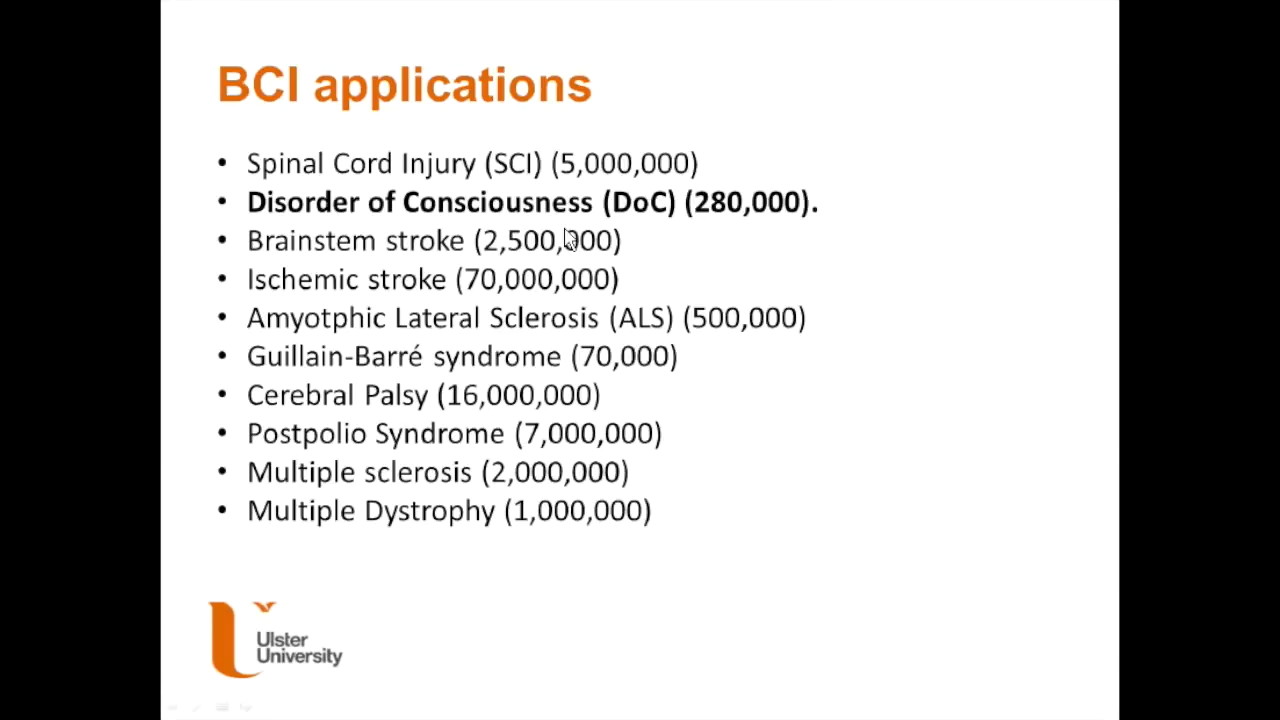 BCI applications
• Spinal Cord Injury (SCI) (5,000,000)
• Disorder of Consciousness (DoC) (280,000).
• Brainstem stroke (2,500,000)
• Ischemic stroke (70,000,000)
• Amyotphic Lateral Sclerosis (ALS) (500,000)
• Guillain-Barré syndrome (70,000)
• Cerebral Palsy (16,000,000)
• Postpolio Syndrome (7,000,000)
• Multiple sclerosis (2,000,000)
• Multiple Dystrophy (1,000,000)
Ulster
University